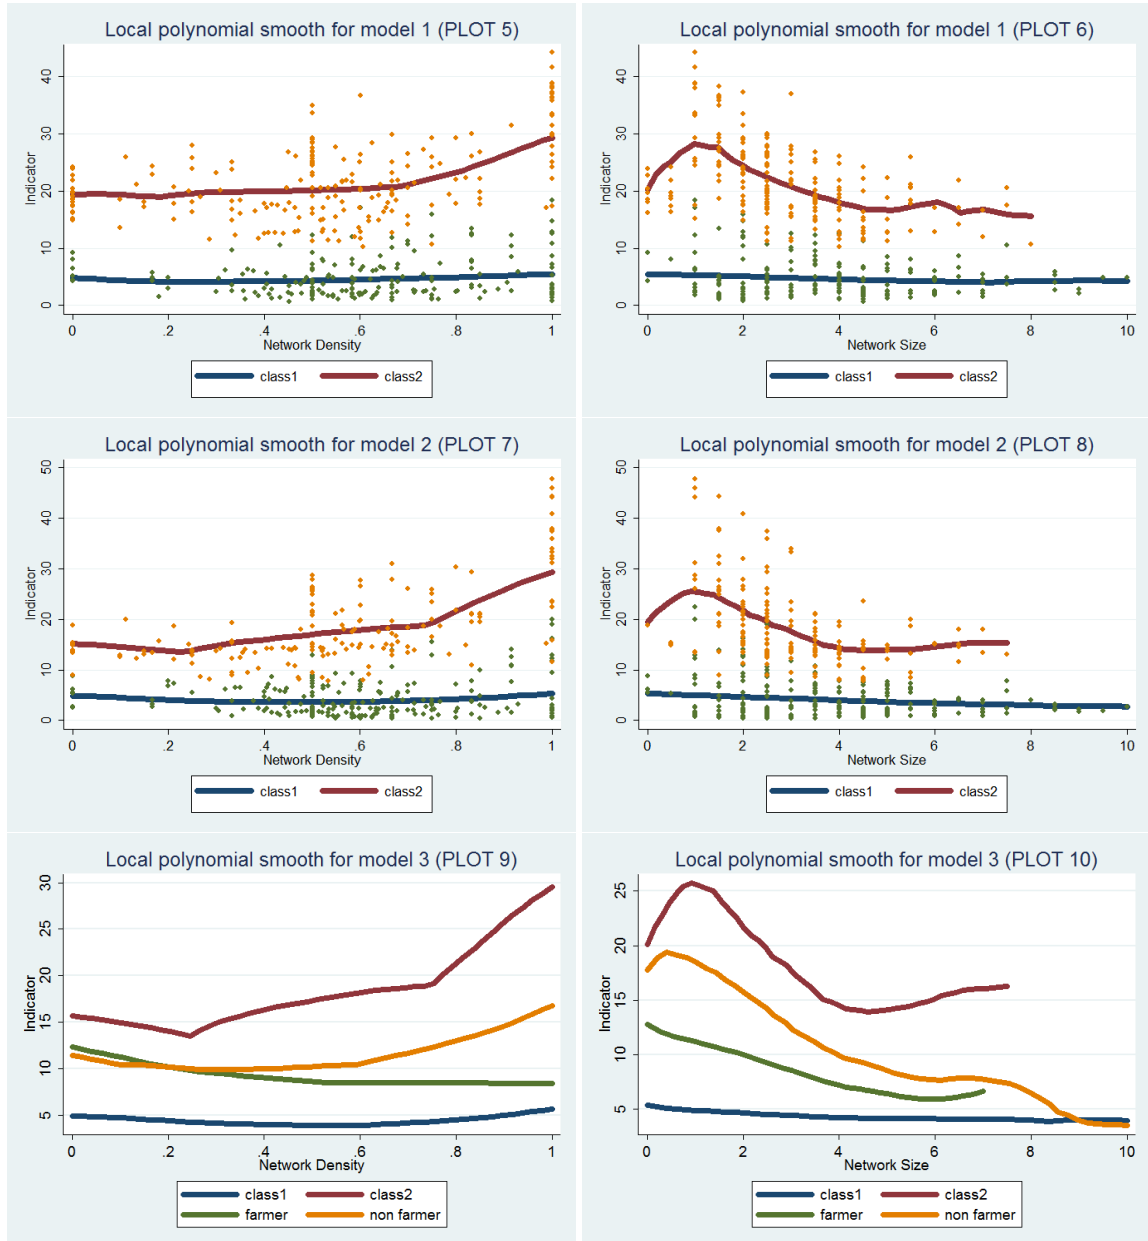 Local polynomial smooth for model 1 (PLOT 5)
Indicator
40
30
20
10
0
0 .2 .4 .6 .8 1
Network Density
class1 class2
Local polynomial smooth for model 1 (PLOT 6)
Indicator
40
30
20
10
0
0 2 4 6 8 10
Network Size
class1 class2
Local polynomial smooth for model 2 (PLOT 7)
Indicator
50
40
30
20
10
0
0 .2 .4 .6 .8 1
Network Density
class1 class2
Local polynomial smooth for model 2 (PLOT 8)
Indicator
50
40
30
20
10
0
0 2 4 6 8 10
Network Size
class1 class2
Local polynomial smooth for model 3 (PLOT 9)
Indicator
30
25
20
15
10
5
0 .2 .4 .6 .8 1
Network Density
class1 class2
farmer non farmer
Local polynomial smooth for model 3 (PLOT 10)
Indicator
25
20
15
10
5
0 2 4 6 8 10
Network Size
class1 class2
farmer non farmer